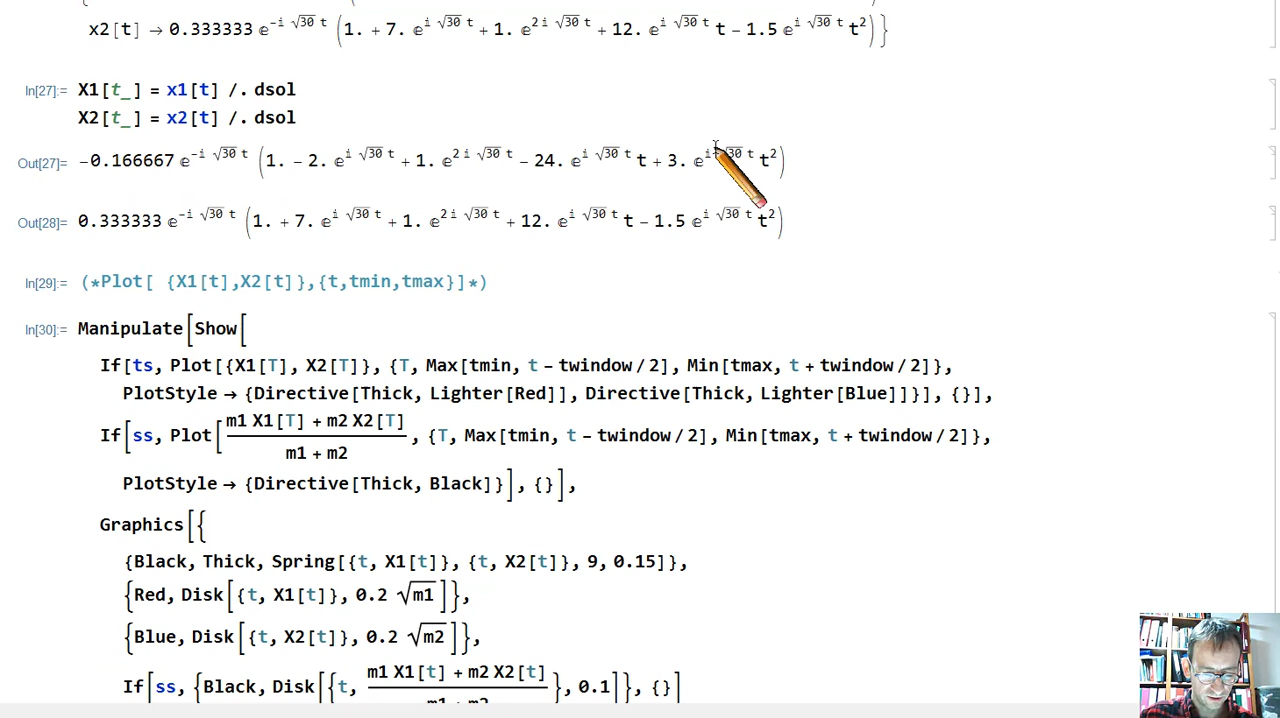 x2[t] → 0.333333 ⅇ^(-i √30 t) (1. + 7. ⅇ^(i √30 t) + 1. ⅇ^(2 i √30 t) + 12. ⅇ^(i √30 t) t - 1.5 ⅇ^(i √30 t) t^2)}
In[27]:= X1[t_] = x1[t] /. dsol
X2[t_] = x2[t] /. dsol
Out[27]= -0.166667 ⅇ^(-i √30 t) (1. - 2. ⅇ^(i √30 t) + 1. ⅇ^(2 i √30 t) - 24. ⅇ^(i √30 t) t + 3. ⅇ^(i √30 t) t^2)
Out[28]= 0.333333 ⅇ^(-i √30 t) (1. + 7. ⅇ^(i √30 t) + 1. ⅇ^(2 i √30 t) + 12. ⅇ^(i √30 t) t - 1.5 ⅇ^(i √30 t) t^2)
In[29]:= (*Plot[ {X1[t],X2[t]},{t,tmin,tmax}]*)
In[30]:= Manipulate[Show[
If[ts, Plot[{X1[T], X2[T]}, {T, Max[tmin, t - twindow / 2], Min[tmax, t + twindow / 2]},
PlotStyle → {Directive[Thick, Lighter[Red]], Directive[Thick, Lighter[Blue]]}], {}],
If[ss, Plot[(m1 X1[T] + m2 X2[T])/(m1 + m2), {T, Max[tmin, t - twindow / 2], Min[tmax, t + twindow / 2]},
PlotStyle → {Directive[Thick, Black]}], {}],
Graphics[{
{Black, Thick, Spring[{t, X1[t]}, {t, X2[t]}, 9, 0.15]},
{Red, Disk[{t, X1[t]}, 0.2 √m1]},
{Blue, Disk[{t, X2[t]}, 0.2 √m2]},
If[ss, {Black, Disk[{t, (m1 X1[t] + m2 X2[t])/(m1 + m2)}, 0.1]}, {}]